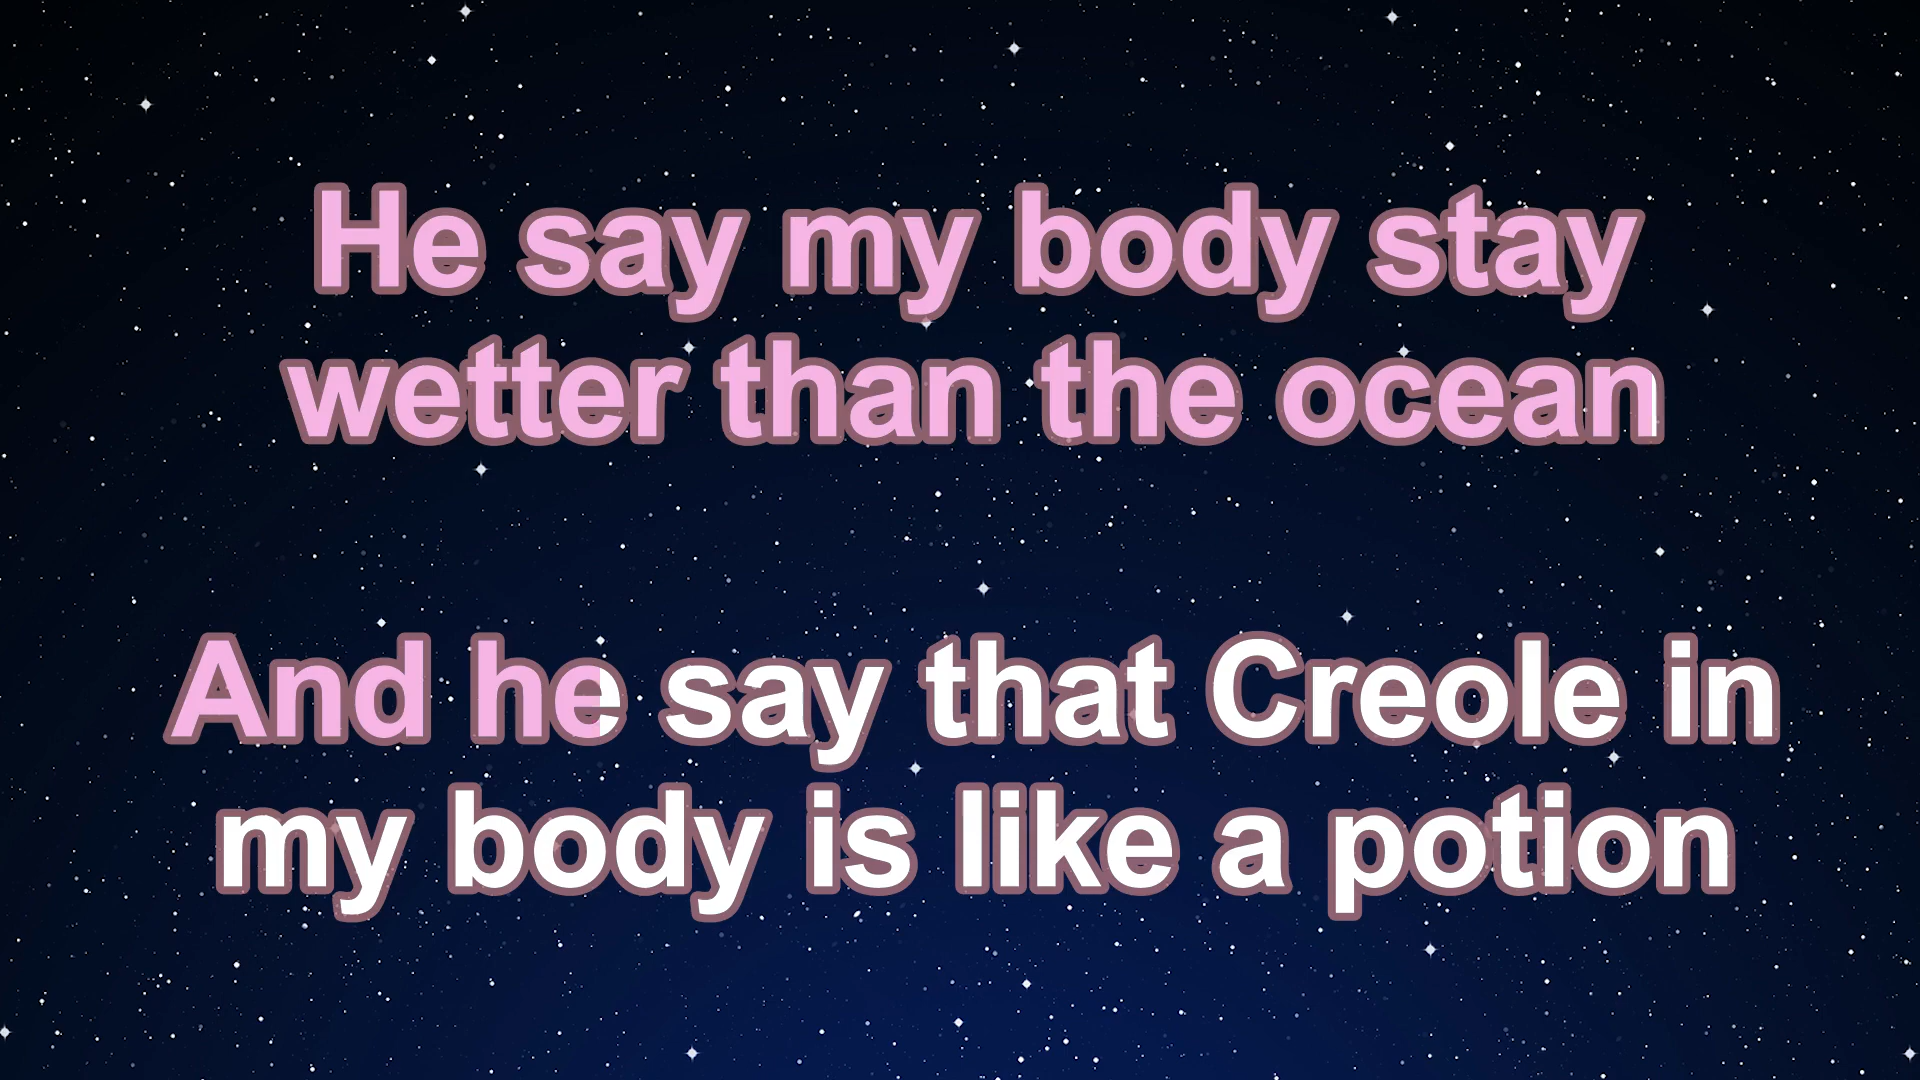 He say my body stay
wetter than the ocean
And he say that Creole in
my body is like a potion